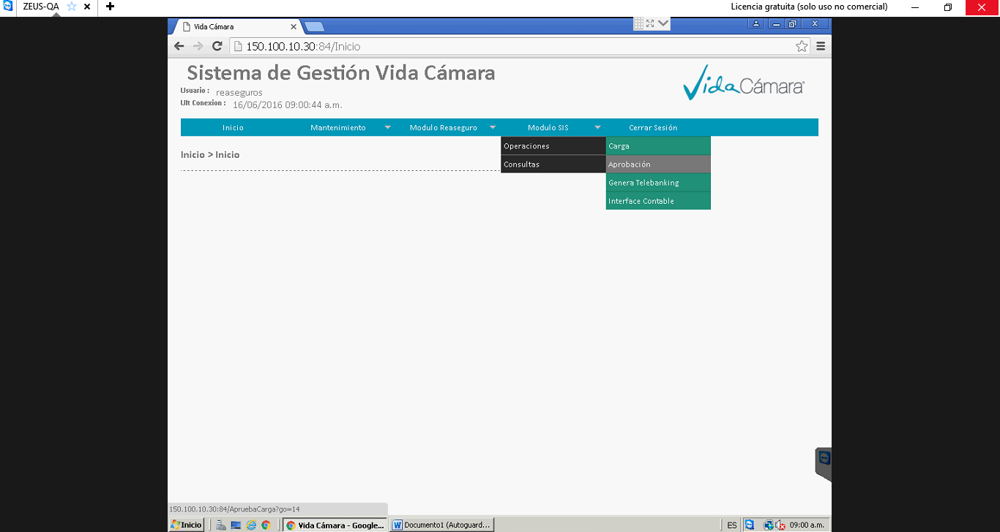 ZEUS-QA
Licencia gratuita (solo uso no comercial)
Vida Cámara
150.100.10.30:84/Inicio
Sistema de Gestión Vida Cámara
Usuario : reaseguros
Ult Conexion : 16/06/2016 09:00:44 a.m.
Vida Cámara
Inicio Mantenimiento Modulo Reaseguro Modulo SIS Cerrar Sesión
Operaciones Carga
Inicio > Inicio
Consultas Aprobación
Genera Telebanking
Interface Contable
150.100.10.30:84/ApruebaCarga?go=14
Inicio Vida Cámara - Google... Documento1 (Autoguard... ES 09:00 a.m.